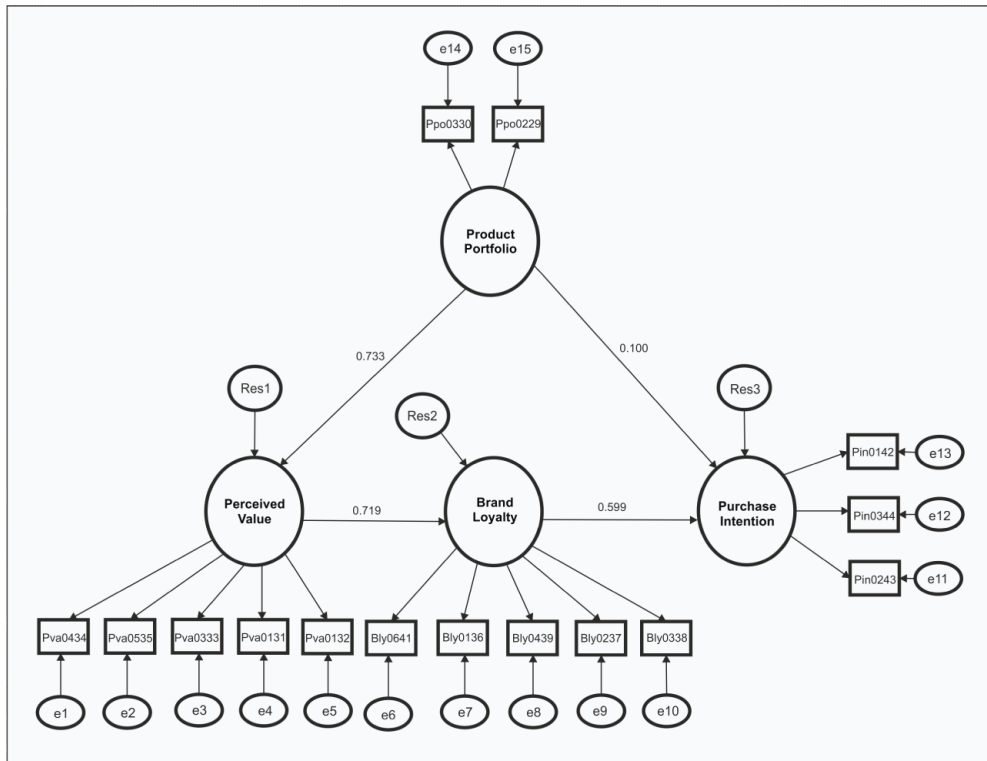 e14
e15
Ppo0330
Ppo0229
Product
Portfolio
0.733
0.100
Res1
Res2
Res3
Perceived
Value
0.719
Brand
Loyalty
0.599
Purchase
Intention
Pin0142
e13
Pin0344
e12
Pin0243
e11
Pva0434
Pva0535
Pva0333
Pva0131
Pva0132
Bly0641
Bly0136
Bly0439
Bly0237
Bly0338
e1
e2
e3
e4
e5
e6
e7
e8
e9
e10